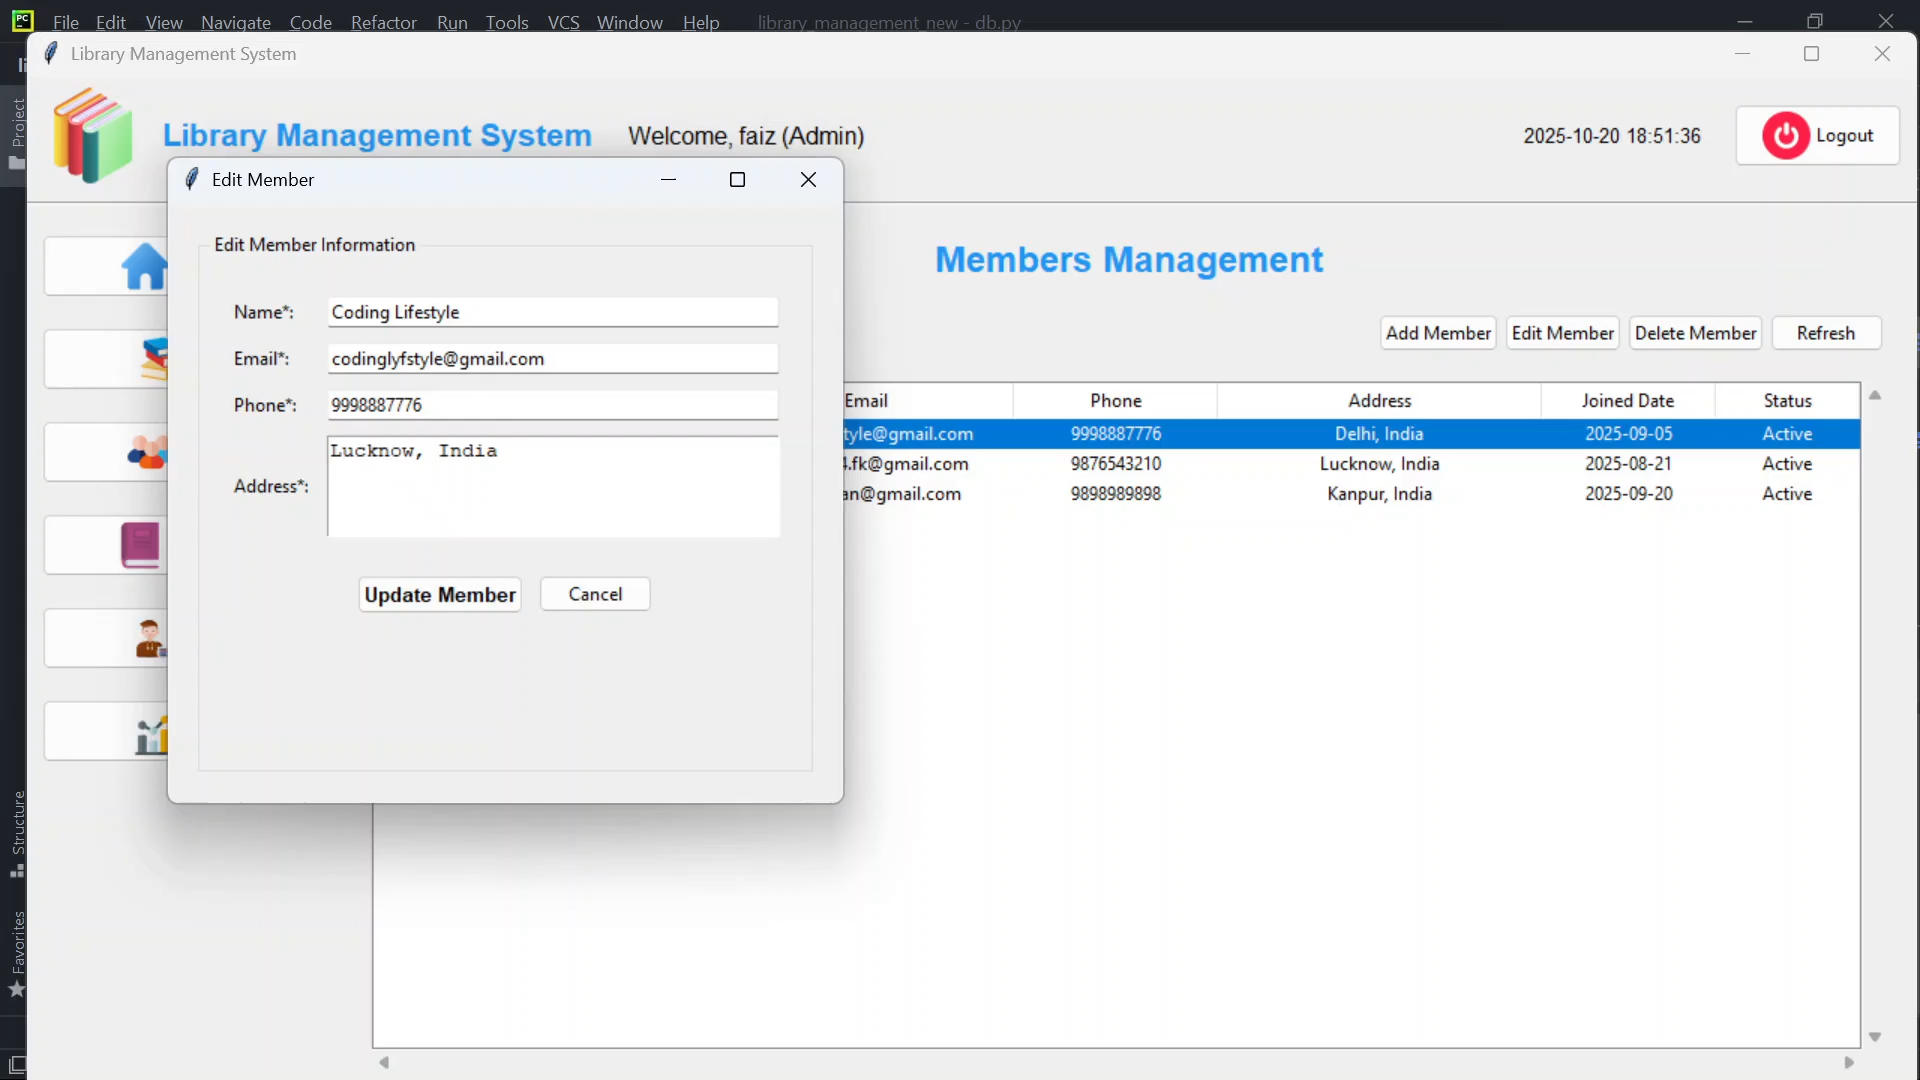 PC File Edit View Navigate Code Refactor Run Tools VCS Window Help library_management_new - db.py
Library Management System
Project
Library Management System Welcome, faiz (Admin) 2025-10-20 18:51:36 Logout
Edit Member
Edit Member Information
Name*: Coding Lifestyle
Email*: codinglyfstyle@gmail.com
Phone*: 9998887776
Address*: Lucknow, India
Update Member Cancel
Members Management
Add Member Edit Member Delete Member Refresh
Email Phone Address Joined Date Status
tyle@gmail.com 9998887776 Delhi, India 2025-09-05 Active
.fk@gmail.com 9876543210 Lucknow, India 2025-08-21 Active
an@gmail.com 9898989898 Kanpur, India 2025-09-20 Active
Structure
Favorites